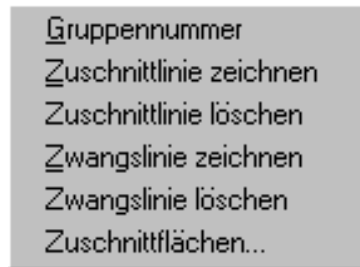 Gruppennummer
Zuschnittlinie zeichnen
Zuschnittlinie löschen
Zwangslinie zeichnen
Zwangslinie löschen
Zuschnittflächen...